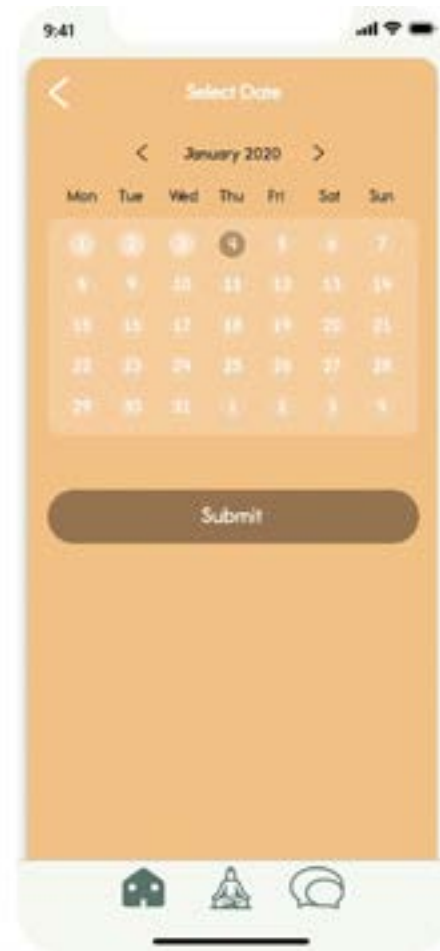 9:41
Select Date
< January 2020 >
Mon Tue Wed Thu Fri Sat Sun
1 2 3 4 5 6 7
8 9 10 11 12 13 14
15 16 17 18 19 20 21
22 23 24 25 26 27 28
29 30 31 1 2 3 4
Submit